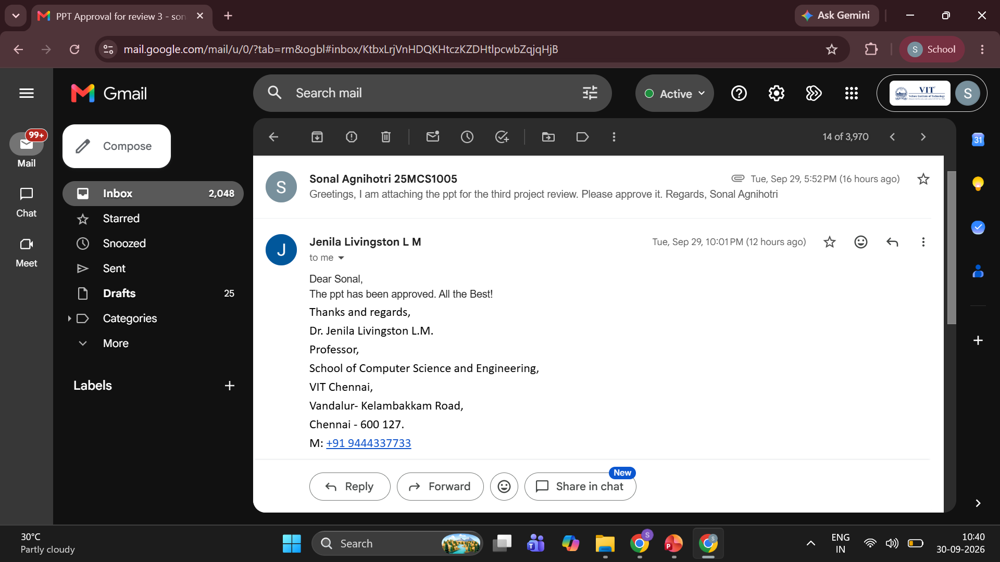 PPT Approval for review 3 - son
Ask Gemini
mail.google.com/mail/u/0/?tab=rm&ogbl#inbox/KtbxLrjVnHDQKHtczKZDHtlpcwbZqjqHjB
S School
Gmail
Search mail
Active
VIT
Vellore Institute of Technology
S
99+
Mail
Chat
Meet
Compose
Inbox 2,048
Starred
Snoozed
Sent
Drafts 25
Categories
More
Labels
14 of 3,970
31
S
Sonal Agnihotri 25MCS1005
Tue, Sep 29, 5:52 PM (16 hours ago)
Greetings, I am attaching the ppt for the third project review. Please approve it. Regards, Sonal Agnihotri
J
Jenila Livingston L M
Tue, Sep 29, 10:01 PM (12 hours ago)
to me
Dear Sonal,
The ppt has been approved. All the Best!
Thanks and regards,
Dr. Jenila Livingston L.M.
Professor,
School of Computer Science and Engineering,
VIT Chennai,
Vandalur- Kelambakkam Road,
Chennai - 600 127.
M: +91 9444337733
Reply
Forward
Share in chat
New
30°C
Partly cloudy
Search
T
S
P
S
ENG
IN
10:40
30-09-2026